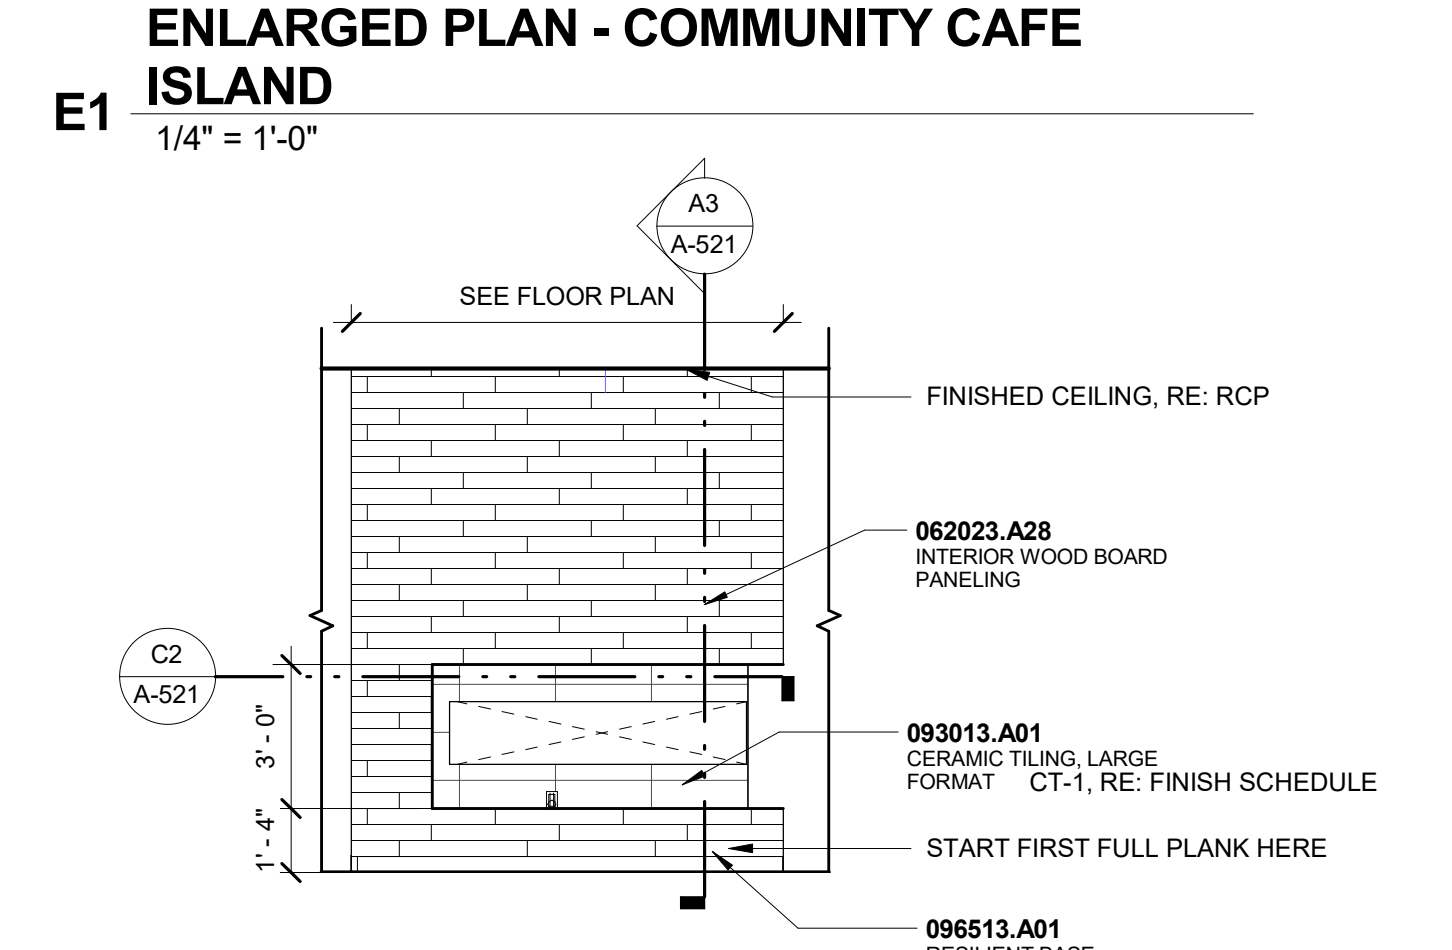 ENLARGED PLAN - COMMUNITY CAFE
ISLAND
E1
1/4" = 1'-0"
A3
A-521
SEE FLOOR PLAN
FINISHED CEILING, RE: RCP
062023.A28
INTERIOR WOOD BOARD
PANELING
C2
A-521
3' - 0"
093013.A01
CERAMIC TILING, LARGE
FORMAT CT-1, RE: FINISH SCHEDULE
1' - 4"
START FIRST FULL PLANK HERE
096513.A01
RESILIENT BASE